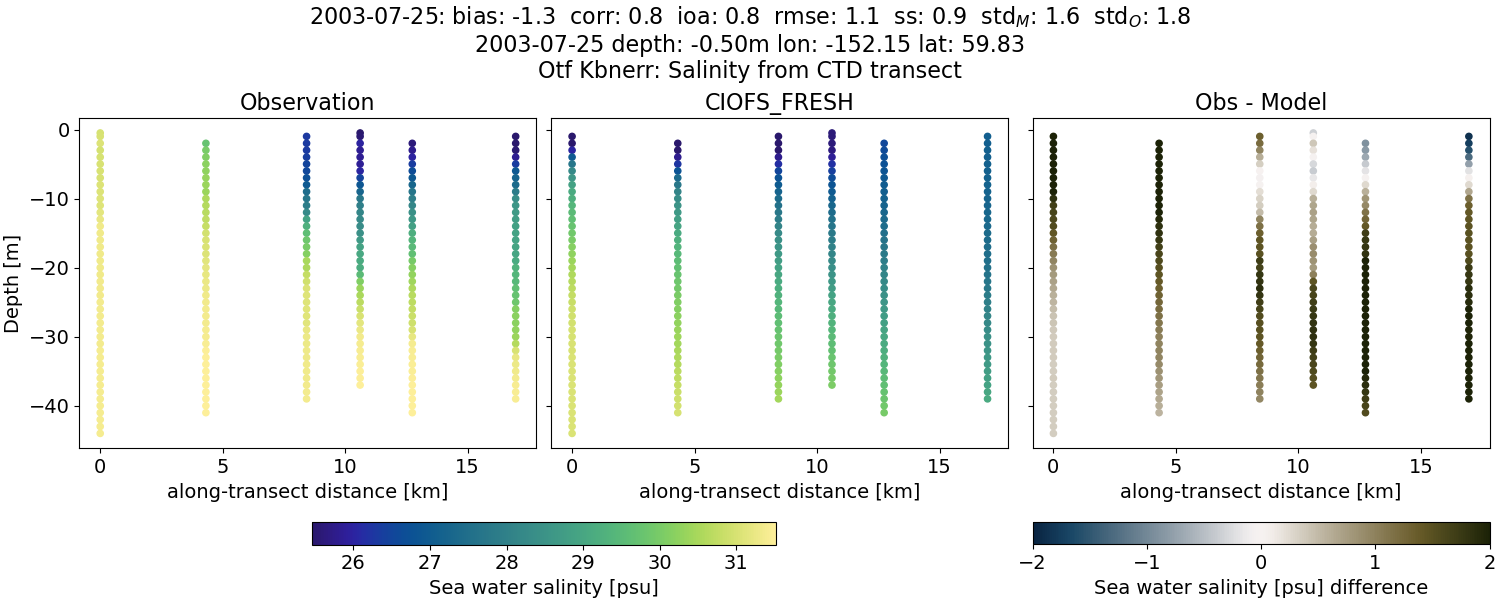 2003-07-25: bias: -1.3  corr: 0.8  ioa: 0.8  rmse: 1.1  ss: 0.9  std_M: 1.6  std_O: 1.8
2003-07-25 depth: -0.50m lon: -152.15 lat: 59.83
Otf Kbnerr: Salinity from CTD transect
Observation
CIOFS_FRESH
Obs - Model
Depth [m]
0
−10
−20
−30
−40
0 5 10 15
0 5 10 15
0 5 10 15
along-transect distance [km]
along-transect distance [km]
along-transect distance [km]
26 27 28 29 30 31
Sea water salinity [psu]
−2 −1 0 1 2
Sea water salinity [psu] difference